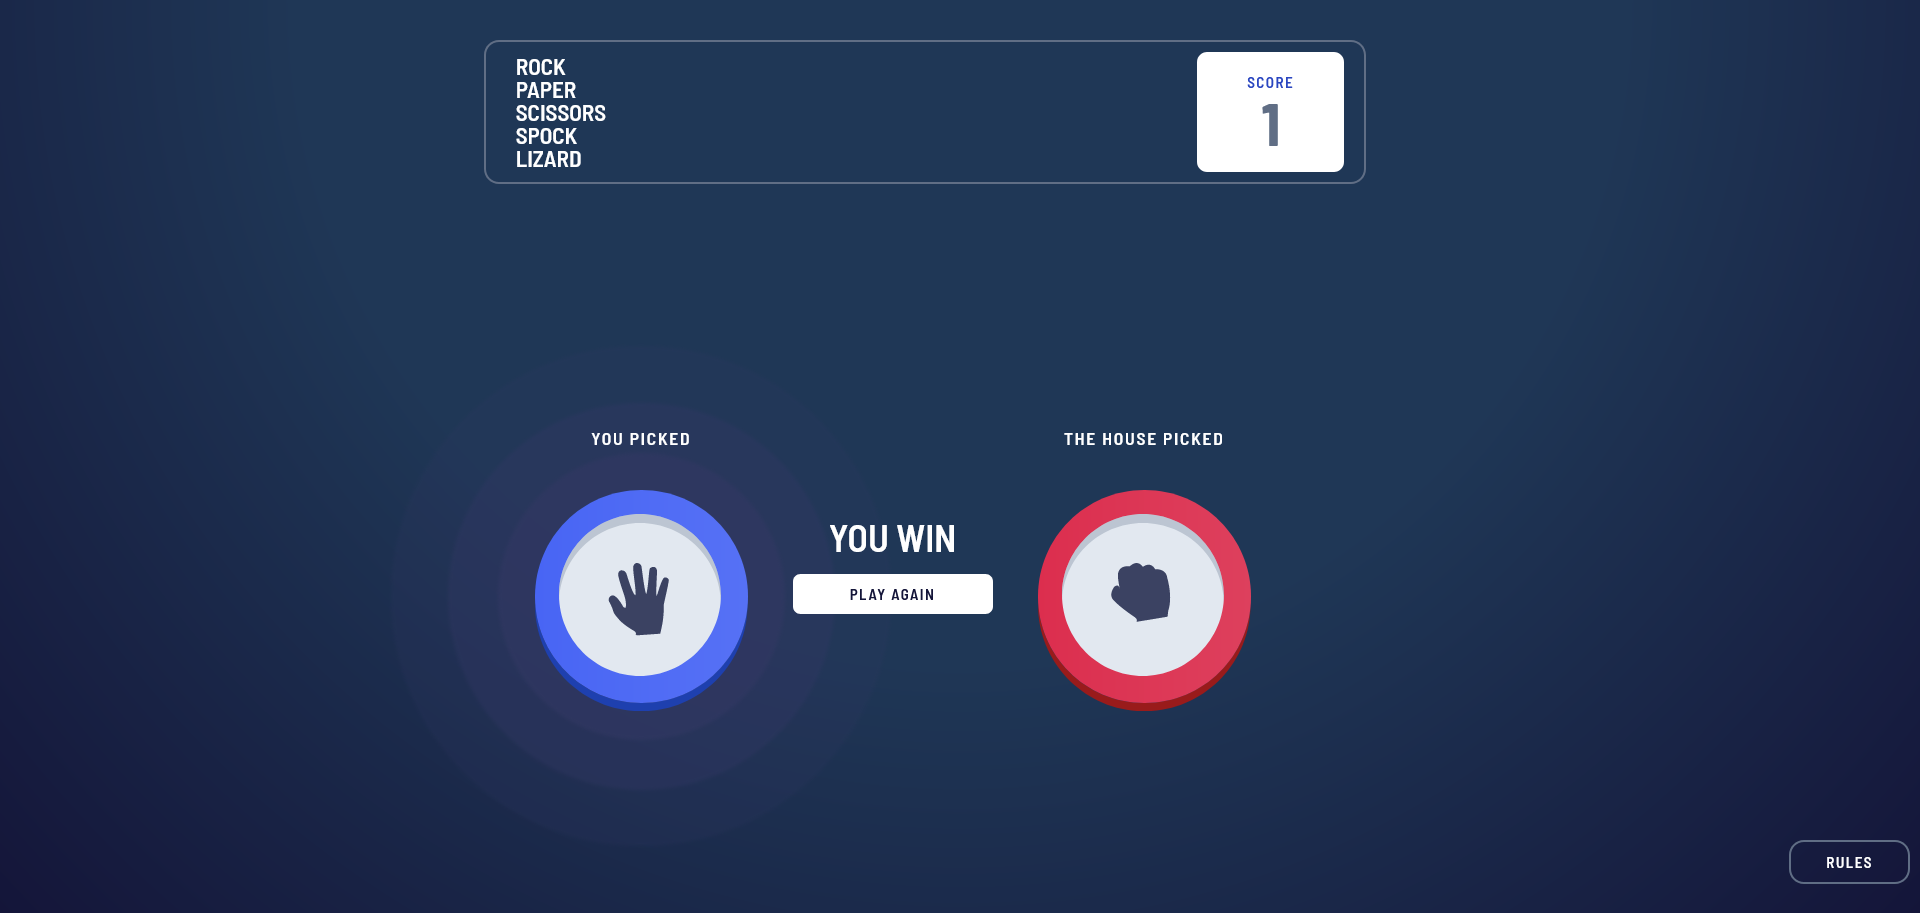 ROCK
PAPER
SCISSORS
SPOCK
LIZARD
SCORE
1
YOU PICKED
THE HOUSE PICKED
YOU WIN
PLAY AGAIN
RULES